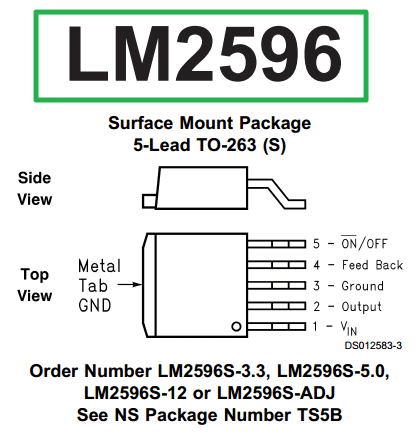 LM2596
Surface Mount Package
5-Lead TO-263 (S)
Side
View
Top
View
Metal
Tab
GND
5 - O̅N̅/OFF
4 - Feed Back
3 - Ground
2 - Output
1 - VIN
DS012583-3
Order Number LM2596S-3.3, LM2596S-5.0,
LM2596S-12 or LM2596S-ADJ
See NS Package Number TS5B